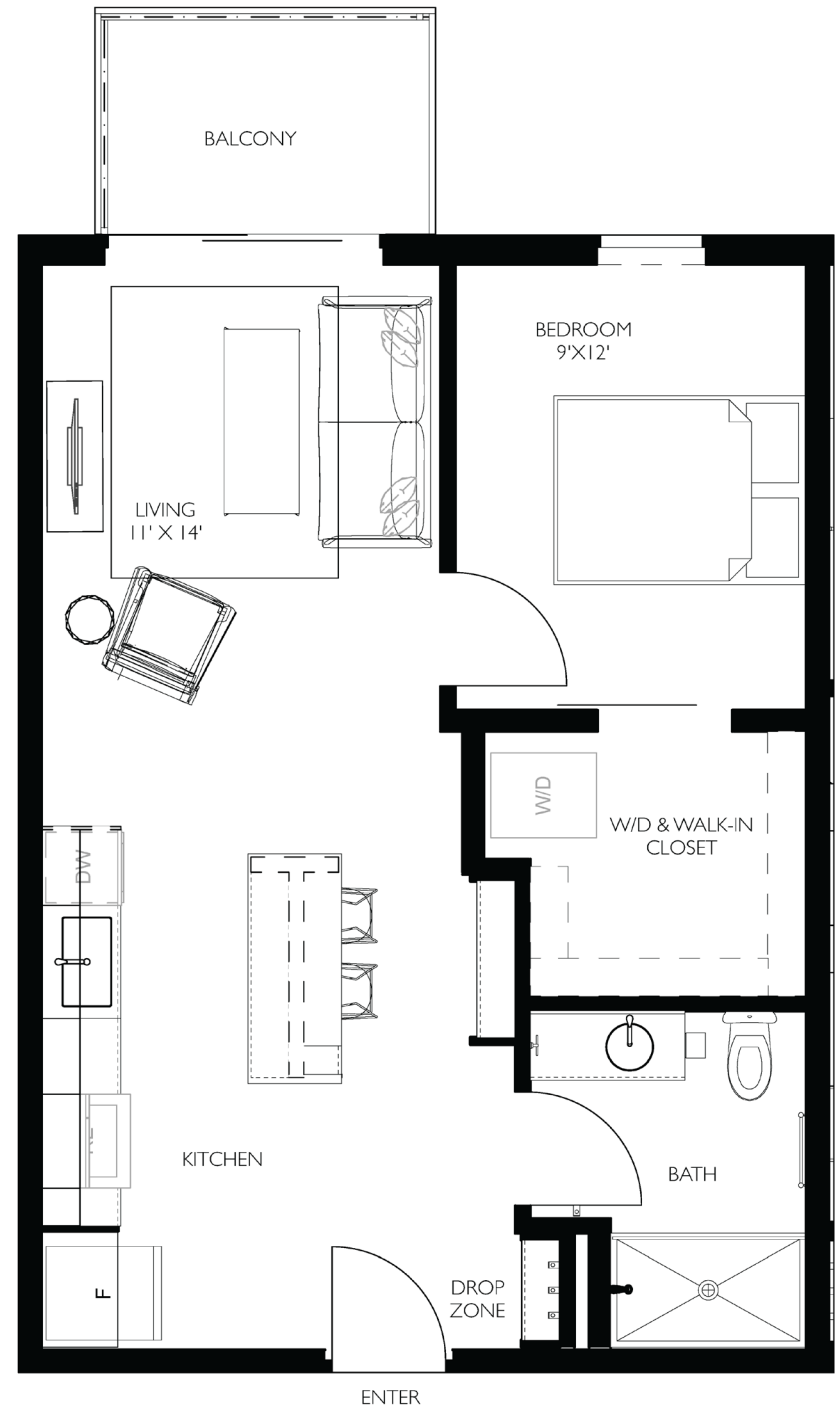 BALCONY
BEDROOM
9'X12'
LIVING
11' X 14'
W/D
W/D & WALK-IN
CLOSET
DW
KITCHEN
BATH
F
DROP
ZONE
ENTER